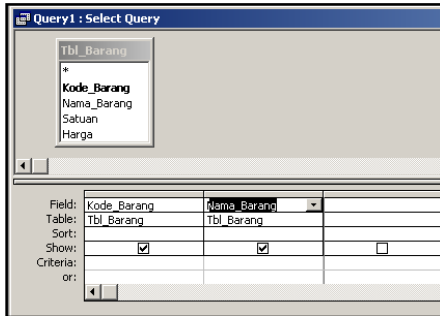 Query1 : Select Query
Tbl_Barang
*
Kode_Barang
Nama_Barang
Satuan
Harga
Field: Kode_Barang Nama_Barang
Table: Tbl_Barang Tbl_Barang
Sort:
Show:
Criteria:
or: